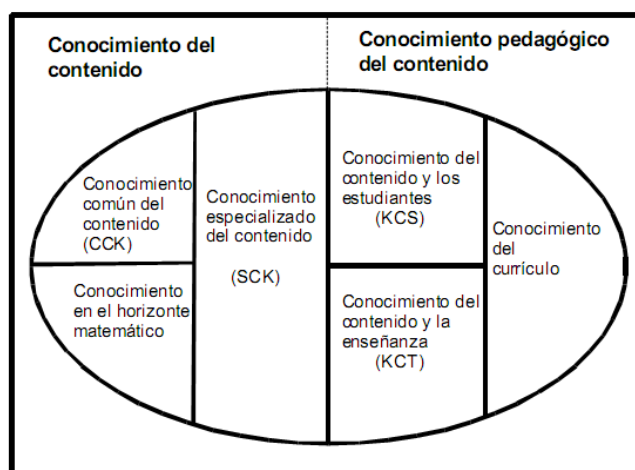 Conocimiento del
contenido
Conocimiento pedagógico
del contenido
Conocimiento
común del
contenido
(CCK)
Conocimiento
en el horizonte
matemático
Conocimiento
especializado
del contenido
(SCK)
Conocimiento del
contenido y los
estudiantes
(KCS)
Conocimiento del
contenido y la
enseñanza
(KCT)
Conocimiento
del
currículo